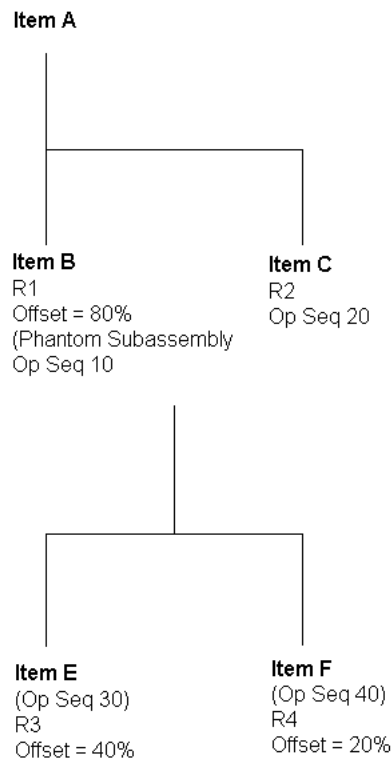 Item A
Item B
R1
Offset = 80%
(Phantom Subassembly
Op Seq 10
Item C
R2
Op Seq 20
Item E
(Op Seq 30)
R3
Offset = 40%
Item F
(Op Seq 40)
R4
Offset = 20%